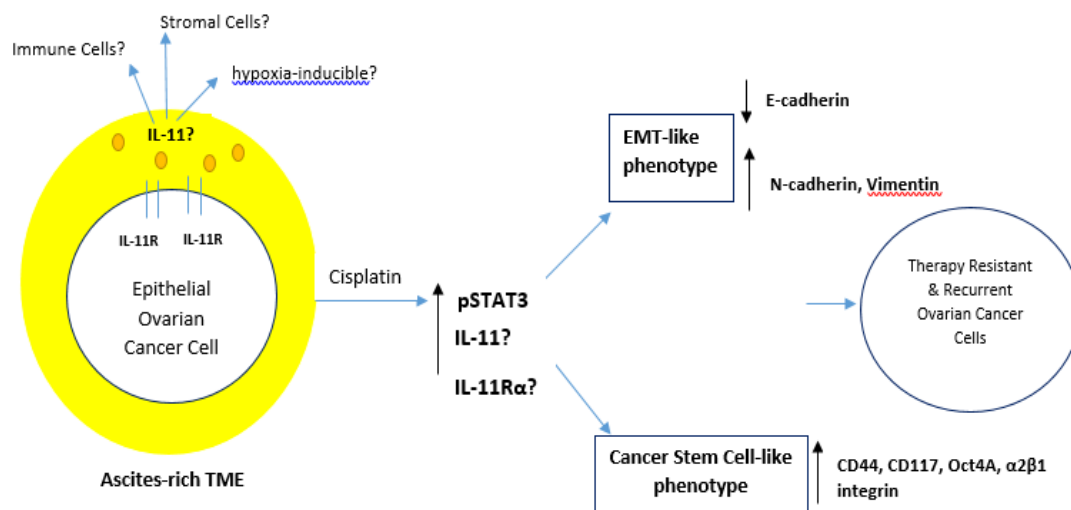 Stromal Cells?
Immune Cells?
hypoxia-inducible?
IL-11?
IL-11R
IL-11R
Epithelial
Ovarian
Cancer Cell
Ascites-rich TME
Cisplatin
pSTAT3
IL-11?
IL-11Rα?
EMT-like
phenotype
E-cadherin
N-cadherin, Vimentin
Cancer Stem Cell-like
phenotype
CD44, CD117, Oct4A, α2β1
integrin
Therapy Resistant
& Recurrent
Ovarian Cancer
Cells